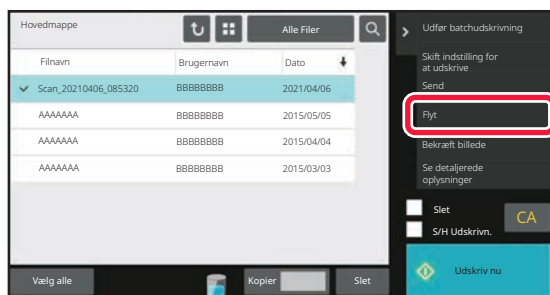 Hovedmappe
Alle Filer
Filnavn Brugernavn Dato
Scan_20210406_085320 BBBBBBBB 2021/04/06
AAAAAAA BBBBBBBB 2015/05/05
AAAAAAA BBBBBBBB 2015/04/04
AAAAAAA BBBBBBBB 2015/03/03
Vælg alle
Kopier
Slet
Udfør batchudskrivning
Skift indstilling for
at udskrive
Send
Flyt
Bekræft billede
Se detaljerede
oplysninger
Slet
S/H Udskrivn.
CA
Udskriv nu